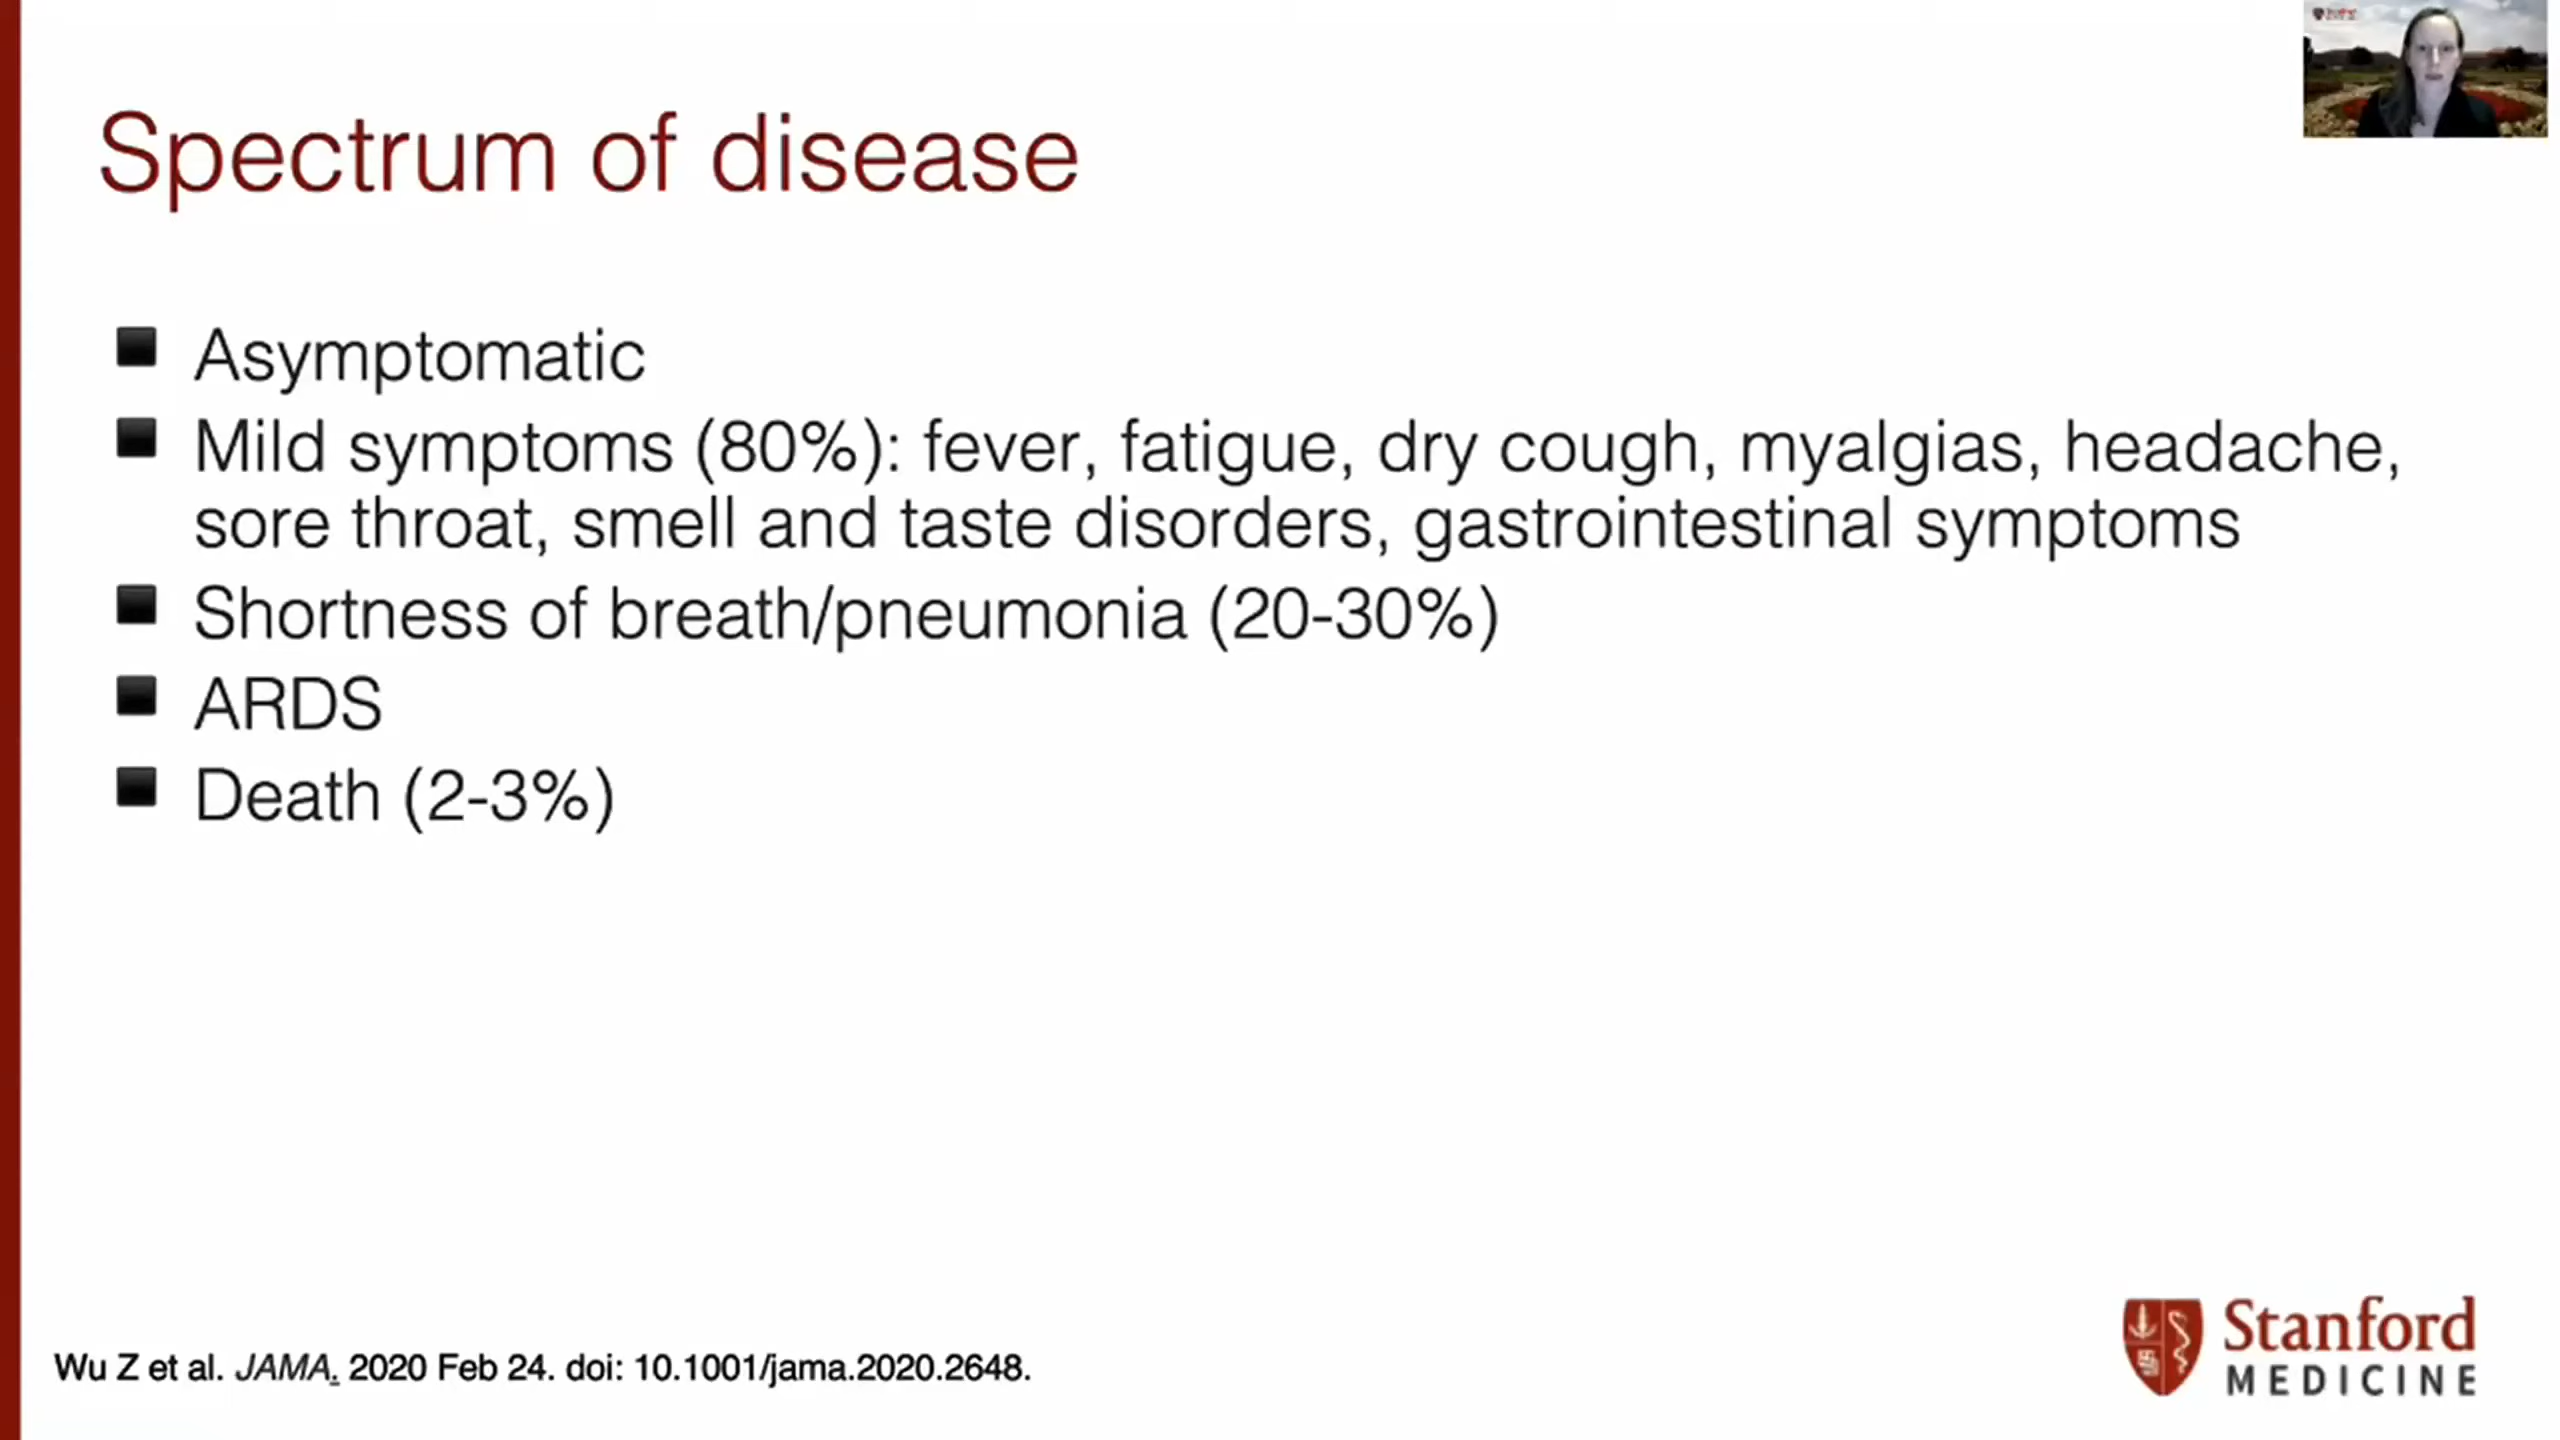 Spectrum of disease
Asymptomatic
Mild symptoms (80%): fever, fatigue, dry cough, myalgias, headache,
sore throat, smell and taste disorders, gastrointestinal symptoms
Shortness of breath/pneumonia (20-30%)
ARDS
Death (2-3%)
Wu Z et al. JAMA. 2020 Feb 24. doi: 10.1001/jama.2020.2648.
Stanford
MEDICINE